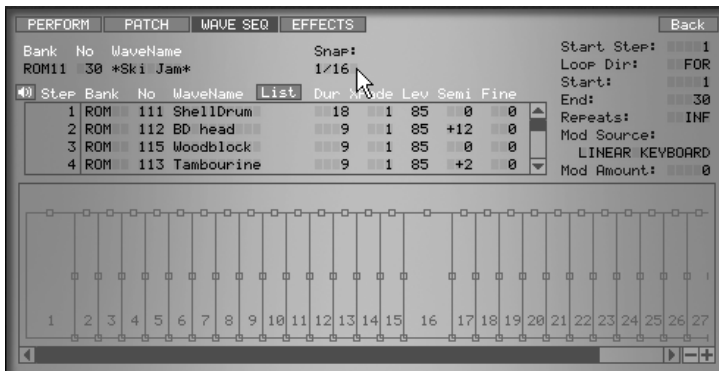 PERFORM PATCH WAVE SEQ EFFECTS Back
Bank No WaveName Snap:
ROM11 30 *Ski Jam* 1/16
Step Bank No WaveName List Dur XFade Lev Semi Fine
1 ROM 111 ShellDrum 18 1 85 0 0
2 ROM 112 BD head 9 1 85 +12 0
3 ROM 115 Woodblock 9 1 85 0 0
4 ROM 113 Tambourine 9 1 85 +2 0
Start Step: 1
Loop Dir: FOR
Start: 1
End: 30
Repeats: INF
Mod Source:
LINEAR KEYBOARD
Mod Amount: 0
1 2 3 4 5 6 7 8 9 10 11 12 13 14 15 16 17 18 19 20 21 22 23 24 25 26 27